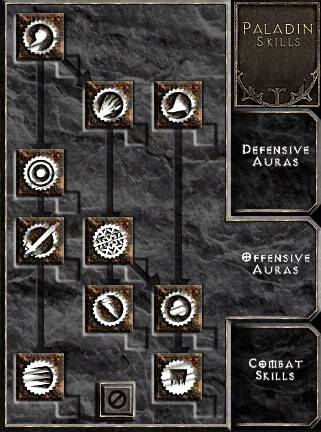 PALADIN
SKILLS
DEFENSIVE
AURAS
OFFENSIVE
AURAS
COMBAT
SKILLS